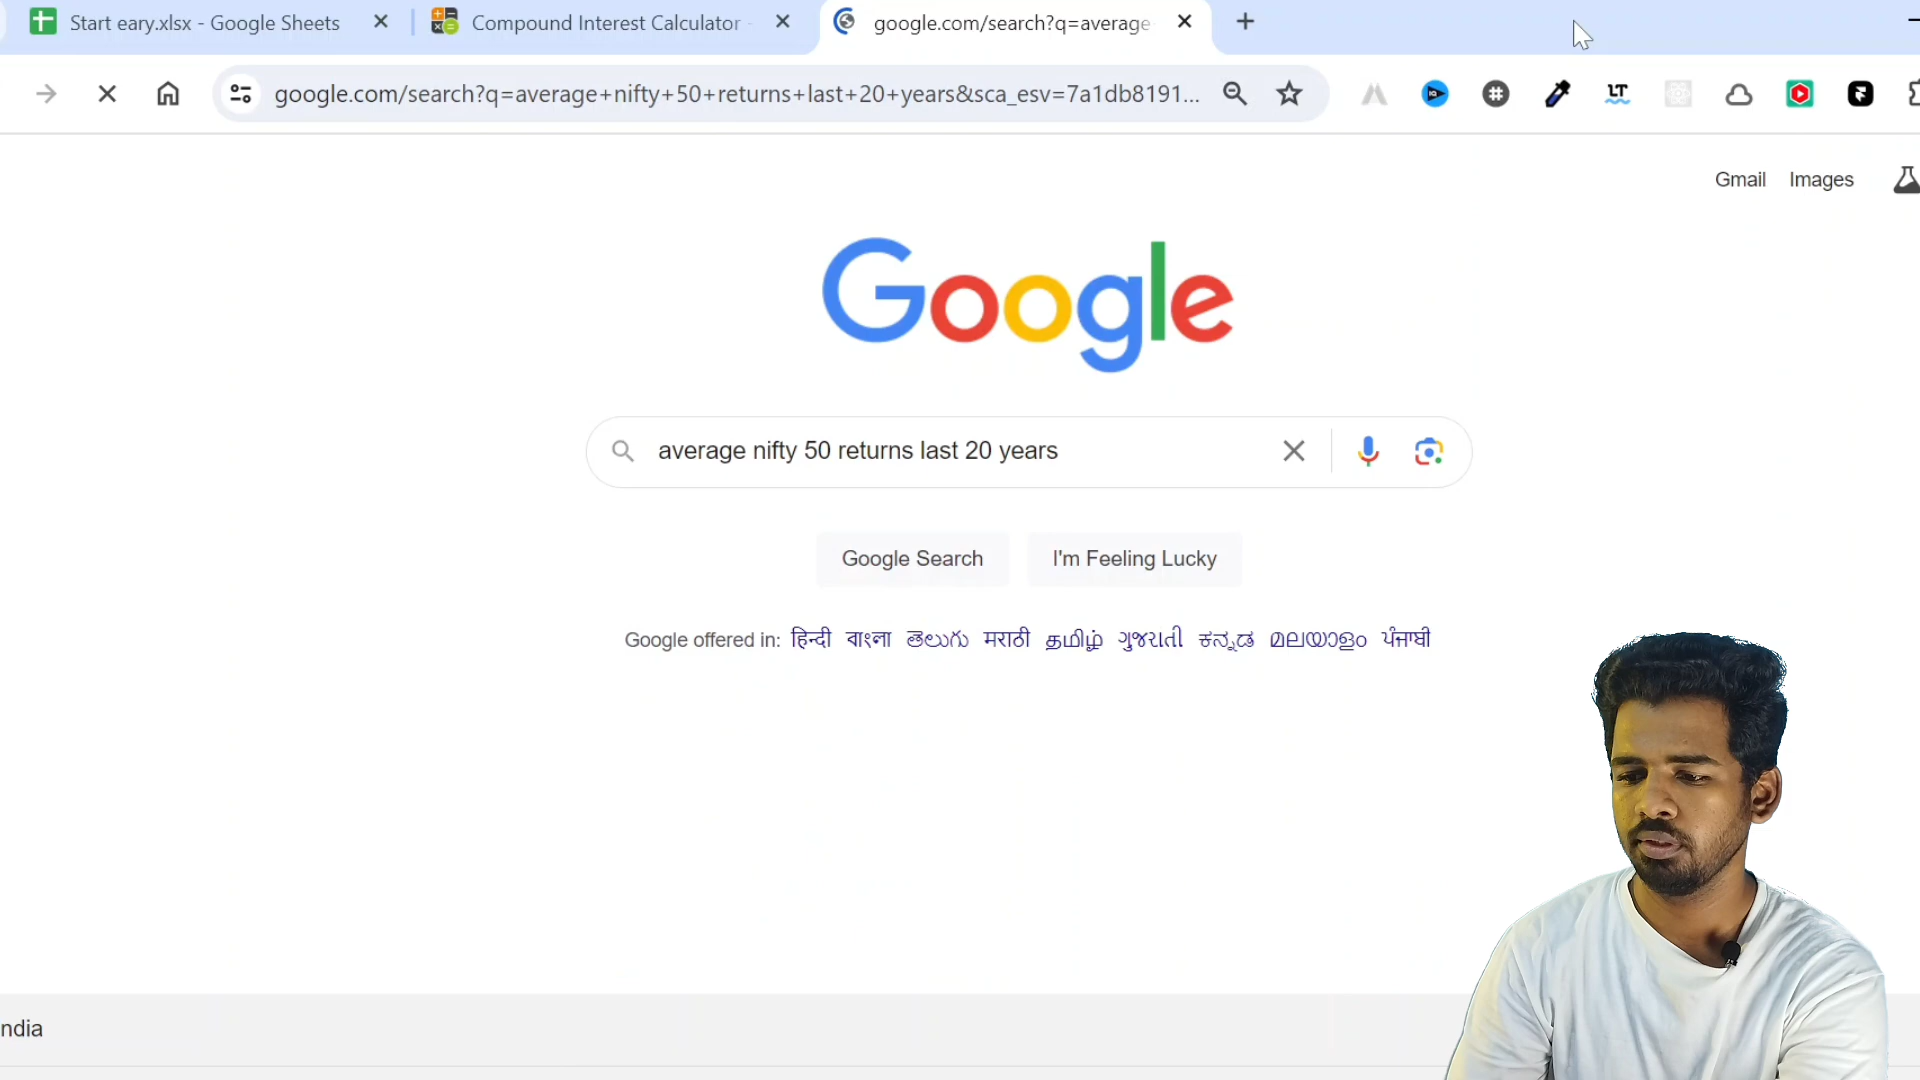 Start eary.xlsx - Google Sheets
Compound Interest Calculator
google.com/search?q=average
google.com/search?q=average+nifty+50+returns+last+20+years&sca_esv=7a1db8191...
LT
Gmail Images
Google
average nifty 50 returns last 20 years
Google Search I'm Feeling Lucky
Google offered in: हिन्दी বাংলা తెలుగు मराठी தமிழ் ગુજરાતી ಕನ್ನಡ മലയാളം ਪੰਜਾਬੀ
ndia